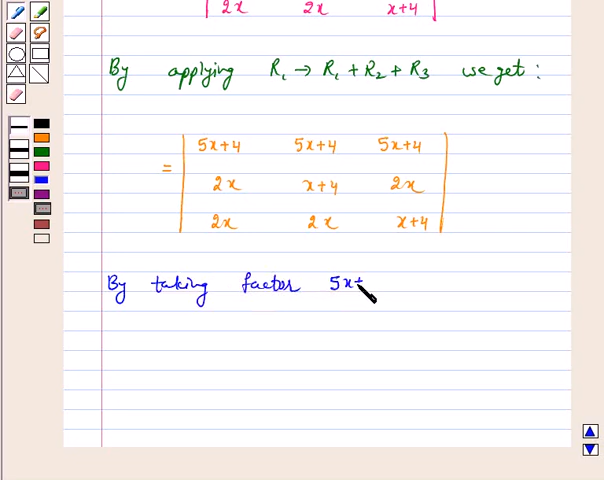 2x 2x x+4
By applying R₁ → R₁ + R₂ + R₃ we get :
5x+4 5x+4 5x+4
= 2x x+4 2x
2x 2x x+4
By taking factor 5x+